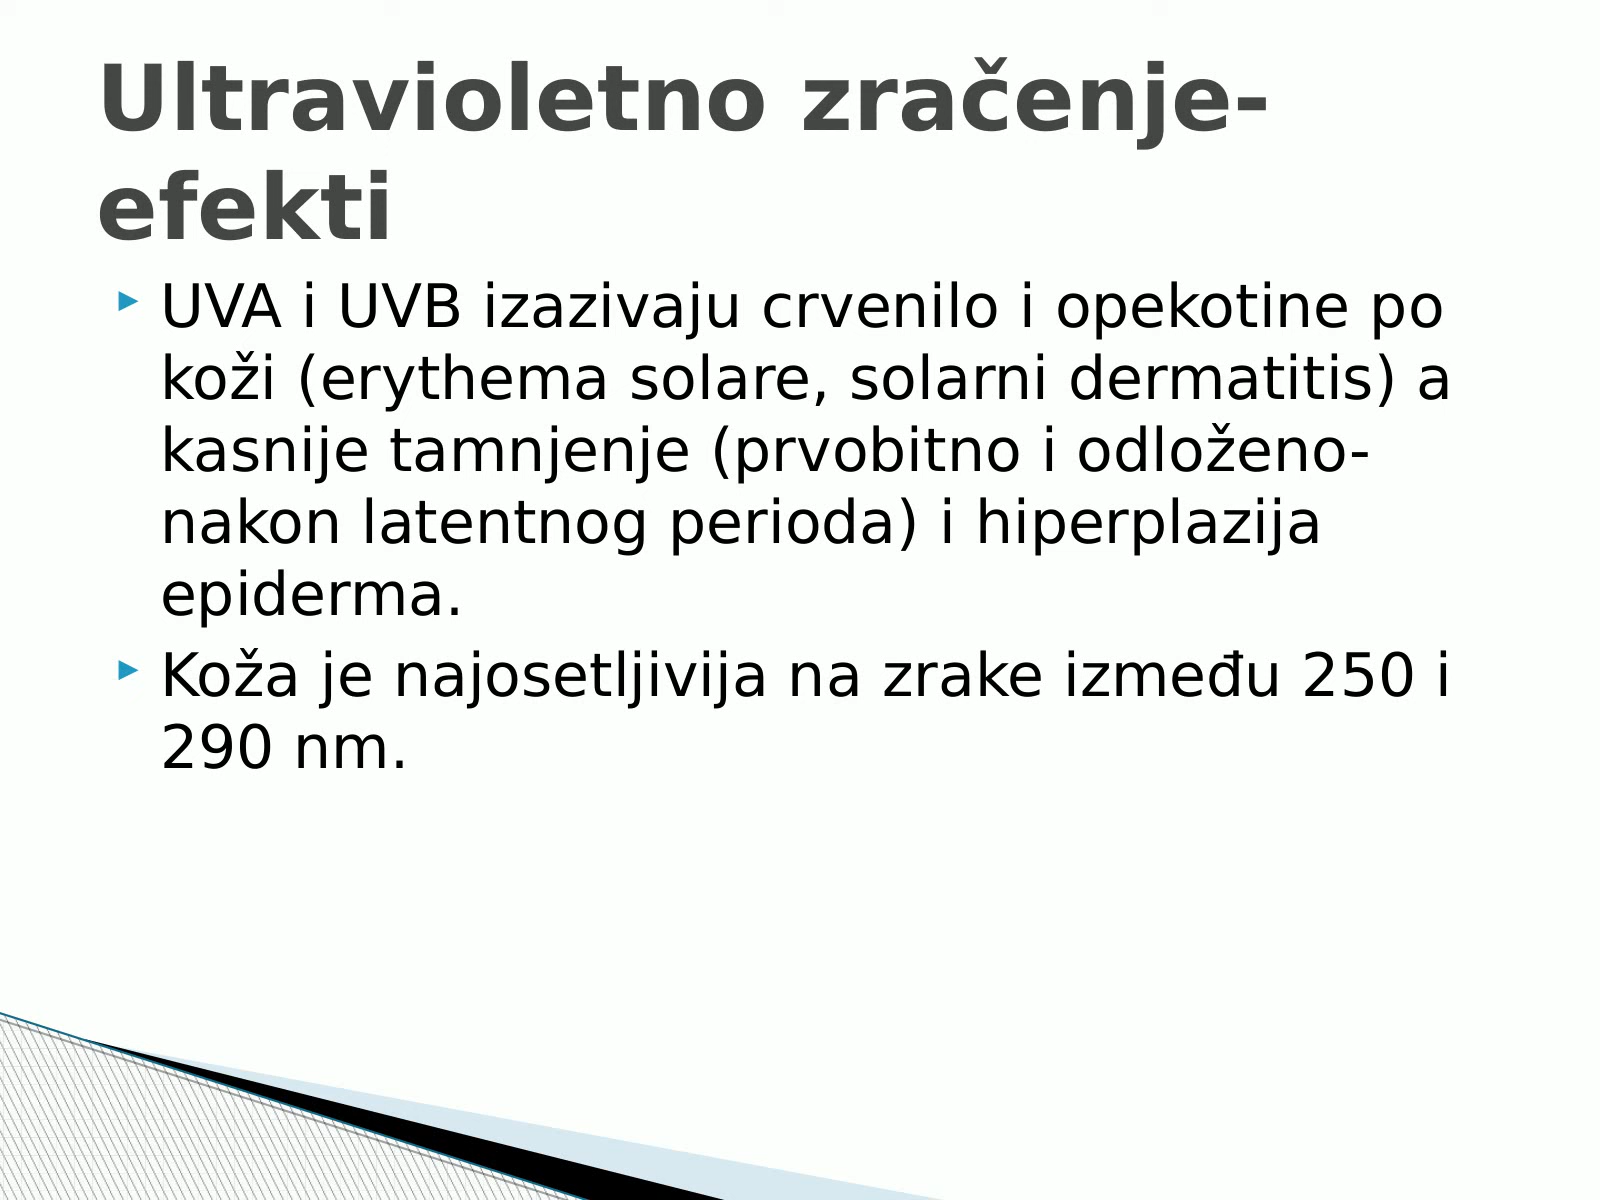 Ultravioletno zračenje-
efekti
UVA i UVB izazivaju crvenilo i opekotine po
koži (erythema solare, solarni dermatitis) a
kasnije tamnjenje (prvobitno i odloženo-
nakon latentnog perioda) i hiperplazija
epiderma.
Koža je najosetljivija na zrake između 250 i
290 nm.